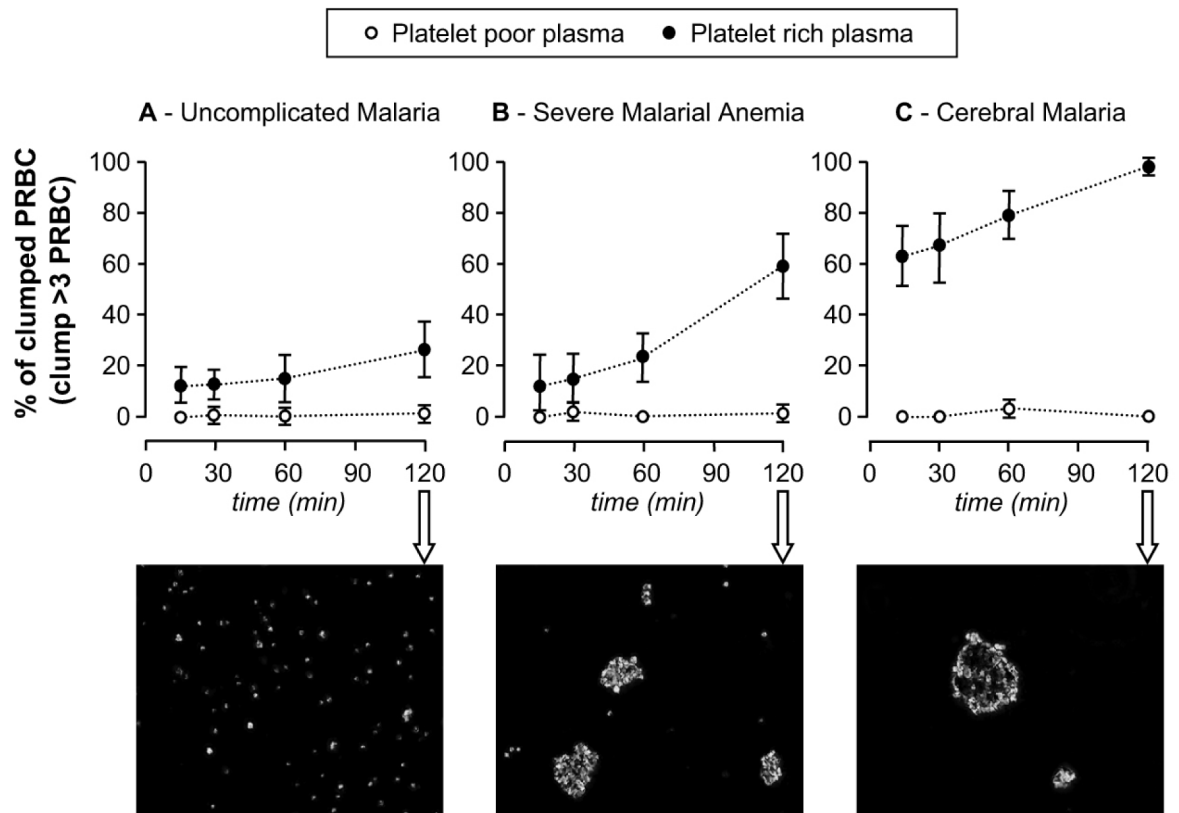 Platelet poor plasma Platelet rich plasma
A - Uncomplicated Malaria
B - Severe Malarial Anemia
C - Cerebral Malaria
% of clumped PRBC
(clump >3 PRBC)
100
80
60
40
20
0
0 30 60 90 120
time (min)
100
80
60
40
20
0
0 30 60 90 120
time (min)
100
80
60
40
20
0
0 30 60 90 120
time (min)